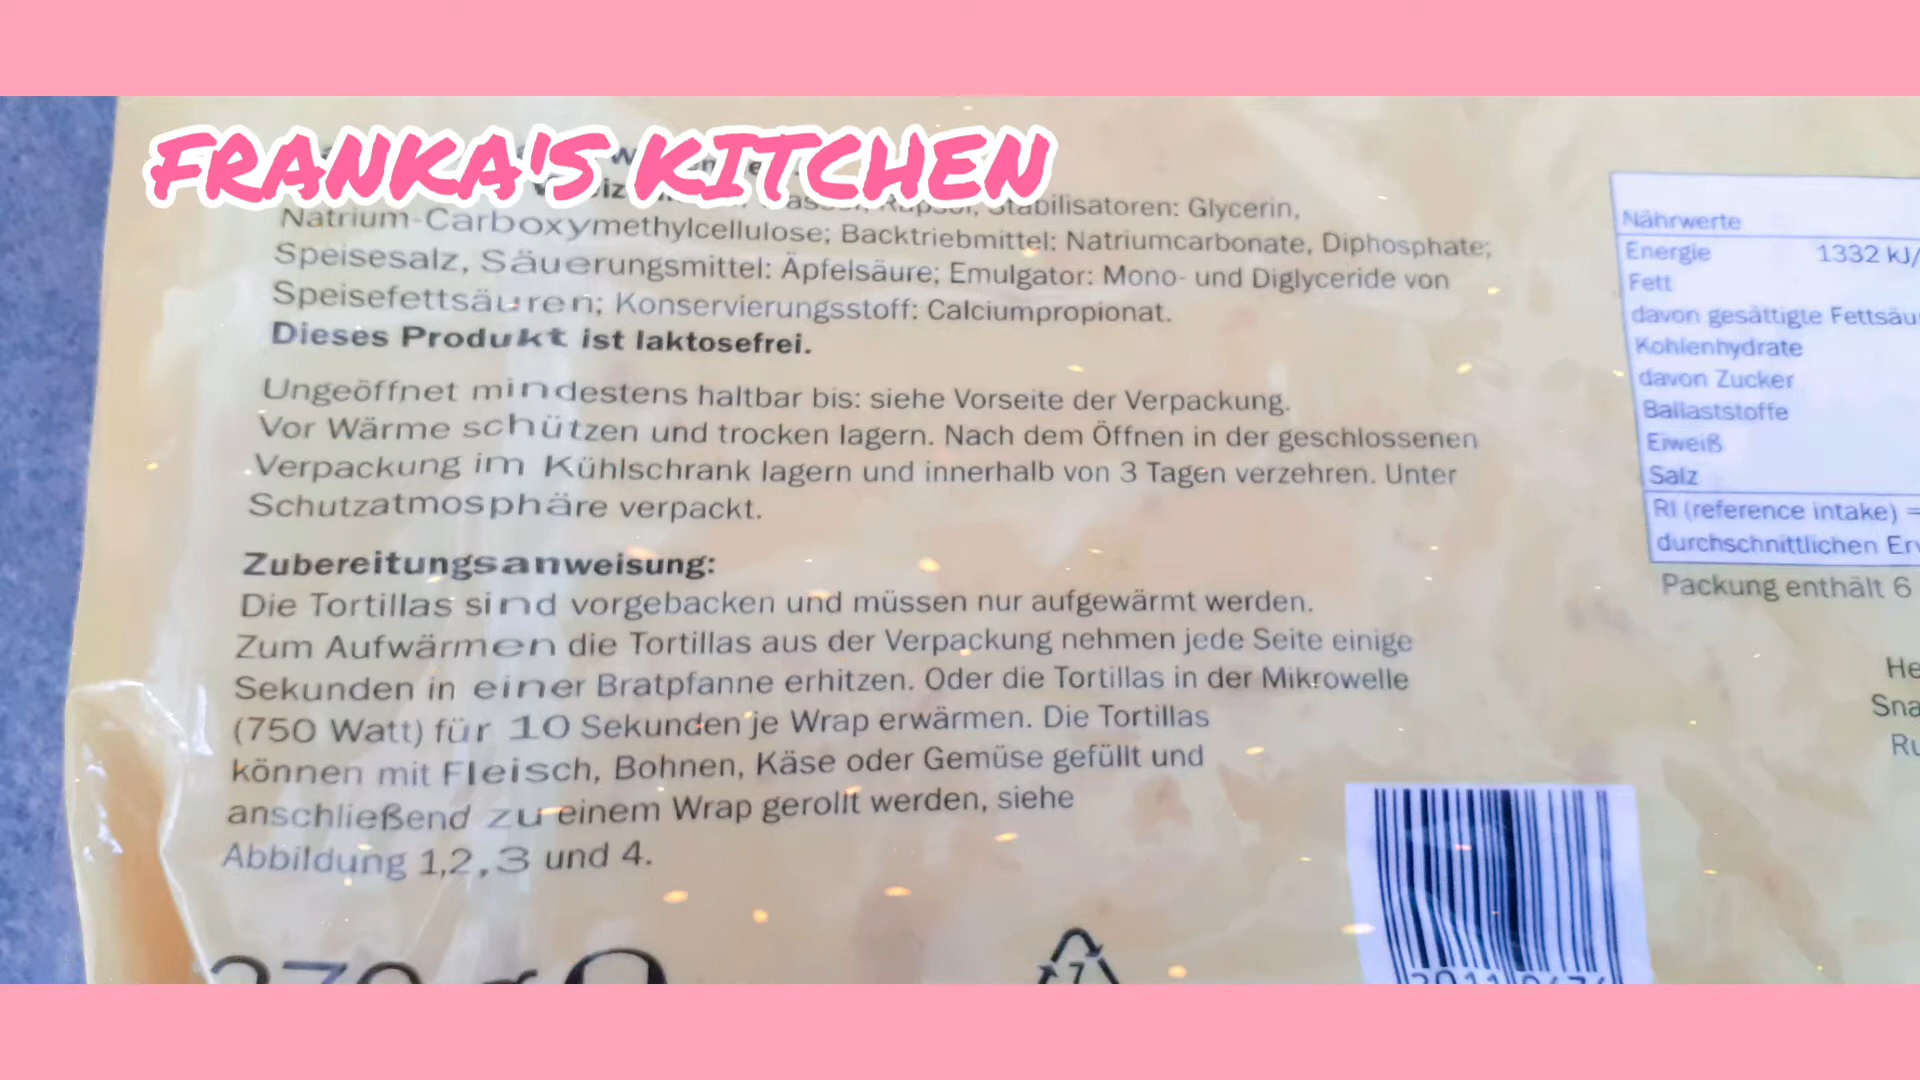 FRANKA'S KITCHEN
Stabilisatoren: Glycerin,
Natrium-Carboxymethylcellulose; Backtriebmittel: Natriumcarbonate, Diphosphate;
Speisesalz, Säuerungsmittel: Äpfelsäure; Emulgator: Mono- und Diglyceride von
Speisefettsäuren; Konservierungsstoff: Calciumpropionat.
Dieses Produkt ist laktosefrei.
Ungeöffnet mindestens haltbar bis: siehe Vorseite der Verpackung.
Vor Wärme schützen und trocken lagern. Nach dem Öffnen in der geschlossenen
Verpackung im Kühlschrank lagern und innerhalb von 3 Tagen verzehren. Unter
Schutzatmosphäre verpackt.
Zubereitungsanweisung:
Die Tortillas sind vorgebacken und müssen nur aufgewärmt werden.
Zum Aufwärmen die Tortillas aus der Verpackung nehmen jede Seite einige
Sekunden in einer Bratpfanne erhitzen. Oder die Tortillas in der Mikrowelle
(750 Watt) für 10 Sekunden je Wrap erwärmen. Die Tortillas
können mit Fleisch, Bohnen, Käse oder Gemüse gefüllt und
anschließend zu einem Wrap gerollt werden, siehe
Abbildung 1,2,3 und 4.
7
Nährwerte
Energie 1332 kJ/
Fett
davon gesättigte Fettsäu
Kohlenhydrate
davon Zucker
Ballaststoffe
Eiweiß
Salz
RI (reference intake) =
durchschnittlichen Er
Packung enthält 6
He
Sna
Ru